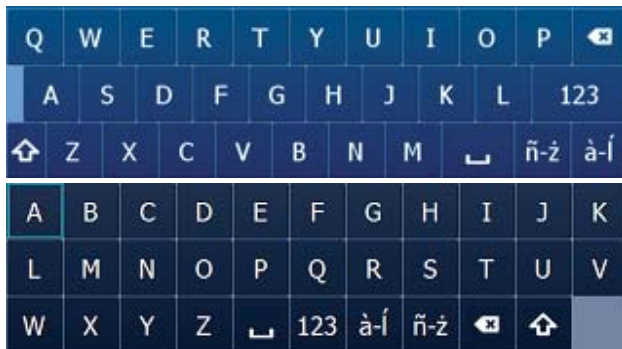 Q W E R T Y U I O P
A S D F G H J K L 123
Z X C V B N M ñ-ż à-Í
A B C D E F G H I J K
L M N O P Q R S T U V
W X Y Z 123 à-Í ñ-ż